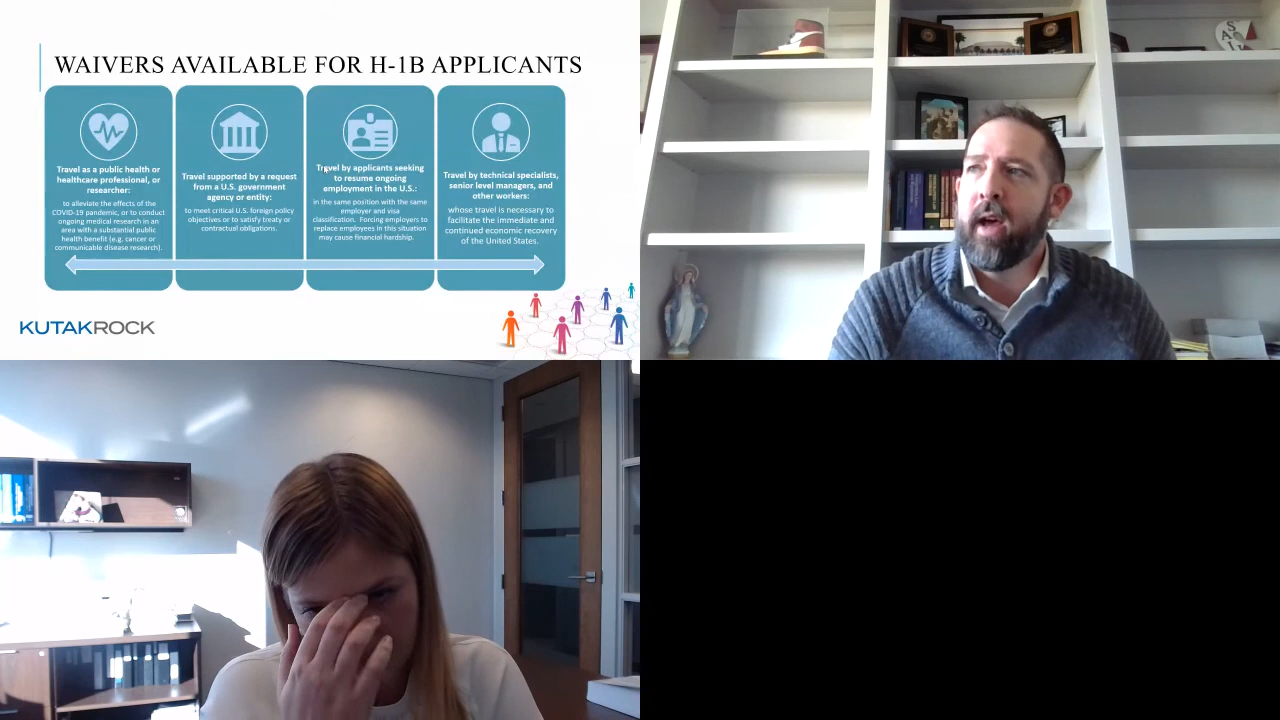 WAIVERS AVAILABLE FOR H-1B APPLICANTS
Travel as a public health or
healthcare professional, or
researcher:
to alleviate the effects of the
COVID-19 pandemic, or to conduct
ongoing medical research in an
area with a substantial public
health benefit (e.g. cancer or
communicable disease research).
Travel supported by a request
from a U.S. government
agency or entity:
to meet critical U.S. foreign policy
objectives or to satisfy treaty or
contractual obligations.
Travel by applicants seeking
to resume ongoing
employment in the U.S.:
in the same position with the same
employer and visa
classification. Forcing employers to
replace employees in this situation
may cause financial hardship.
Travel by technical specialists,
senior level managers, and
other workers:
whose travel is necessary to
facilitate the immediate and
continued economic recovery
of the United States.
KUTAKROCK